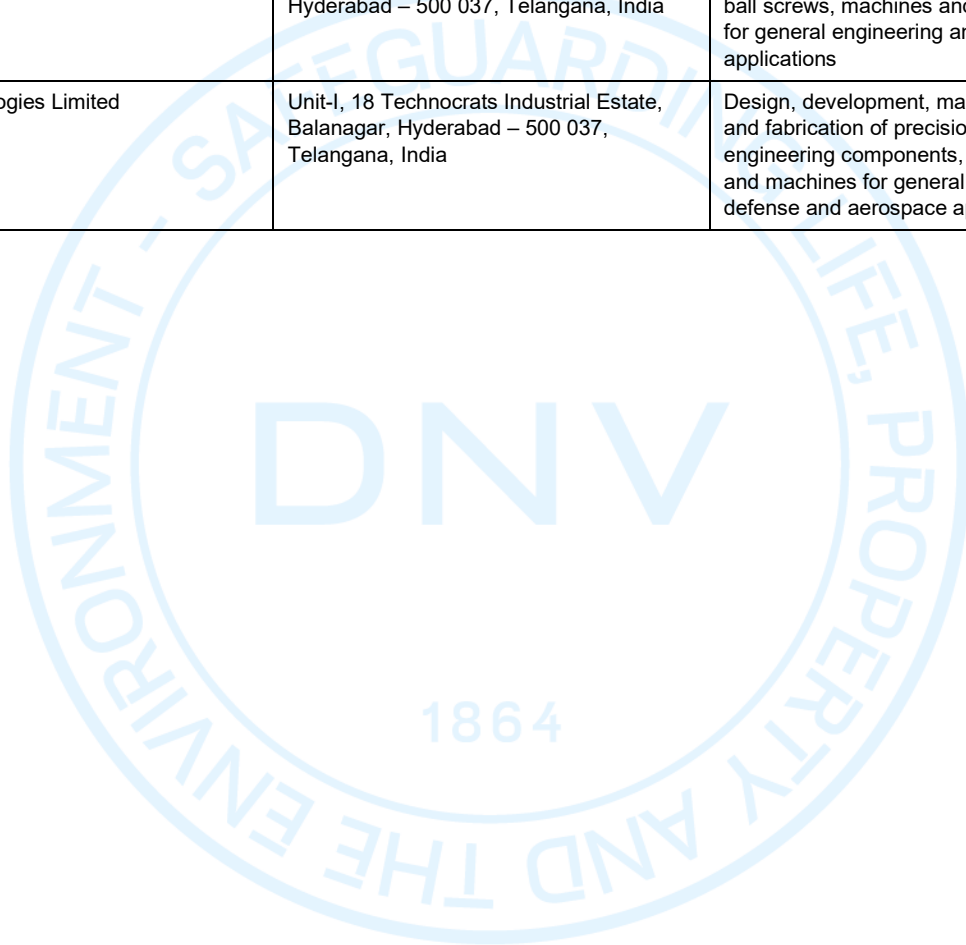 Hyderabad – 500 037, Telangana, India
ball screws, machines and
for general engineering an
applications
ogies Limited
Unit-I, 18 Technocrats Industrial Estate,
Balanagar, Hyderabad – 500 037,
Telangana, India
Design, development, ma
and fabrication of precisio
engineering components,
and machines for general
defense and aerospace a
SAFEGUARDING LIFE, PROPERTY AND THE ENVIRONMENT –
DNV
1864